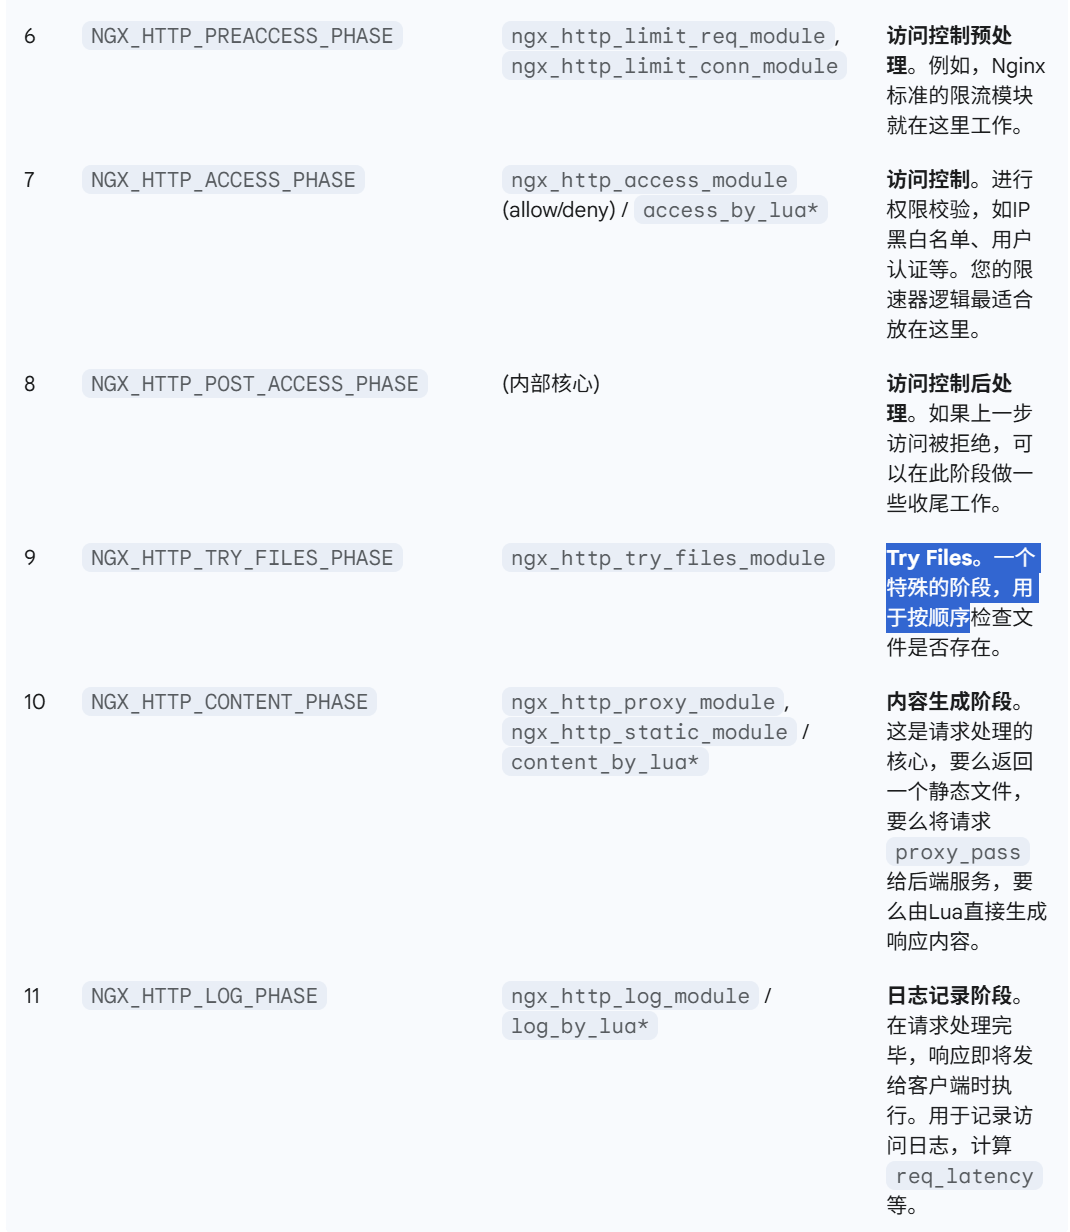 6 NGX_HTTP_PREACCESS_PHASE ngx_http_limit_req_module, 访问控制预处
ngx_http_limit_conn_module 理。例如，Nginx
标准的限流模块
就在这里工作。
7 NGX_HTTP_ACCESS_PHASE ngx_http_access_module 访问控制。进行
(allow/deny) / access_by_lua* 权限校验，如IP
黑白名单、用户
认证等。您的限
速器逻辑最适合
放在这里。
8 NGX_HTTP_POST_ACCESS_PHASE (内部核心) 访问控制后处
理。如果上一步
访问被拒绝，可
以在此阶段做一
些收尾工作。
9 NGX_HTTP_TRY_FILES_PHASE ngx_http_try_files_module Try Files。一个
特殊的阶段，用
于按顺序检查文
件是否存在。
10 NGX_HTTP_CONTENT_PHASE ngx_http_proxy_module, 内容生成阶段。
ngx_http_static_module / 这是请求处理的
content_by_lua* 核心，要么返回
一个静态文件，
要么将请求
proxy_pass
给后端服务，要
么由Lua直接生成
响应内容。
11 NGX_HTTP_LOG_PHASE ngx_http_log_module / 日志记录阶段。
log_by_lua* 在请求处理完
毕，响应即将发
给客户端时执
行。用于记录访
问日志，计算
req_latency
等。